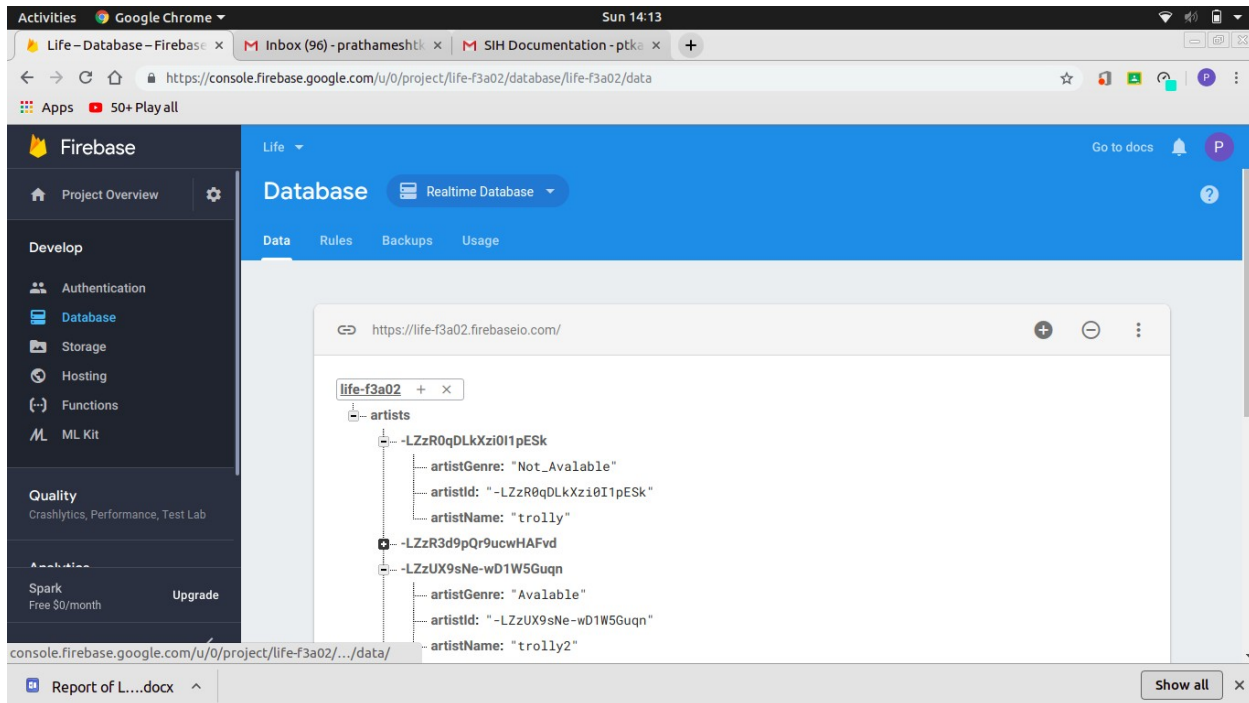 Activities Google Chrome Sun 14:13
Life – Database – Firebase Inbox (96) - prathameshtk SIH Documentation - ptka
https://console.firebase.google.com/u/0/project/life-f3a02/database/life-f3a02/data
Apps 50+ Play all
Firebase
Life
Go to docs
P
Project Overview
Database
Realtime Database
Develop
Data Rules Backups Usage
Authentication
Database
Storage
Hosting
Functions
ML Kit
Quality
Crashlytics, Performance, Test Lab
Analytics
Spark
Free $0/month
Upgrade
https://life-f3a02.firebaseio.com/
life-f3a02
artists
-LZzR0qDLkXzi0I1pESk
artistGenre: "Not_Avalable"
artistId: "-LZzR0qDLkXzi0I1pESk"
artistName: "trolly"
-LZzR3d9pQr9ucwHAFvd
-LZzUX9sNe-wD1W5Guqn
artistGenre: "Avalable"
artistId: "-LZzUX9sNe-wD1W5Guqn"
artistName: "trolly2"
console.firebase.google.com/u/0/project/life-f3a02/.../data/
Report of L....docx
Show all